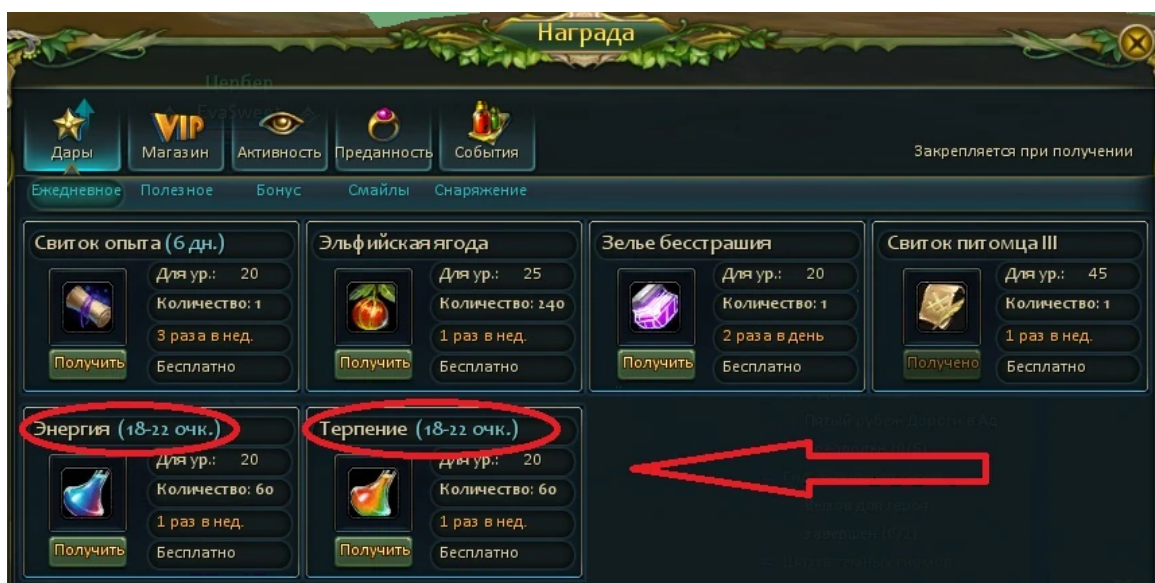 Награда
Цербер
EvaSwee
Дары
VIP
Магазин
Активность
Преданность
События
Закрепляется при получении
Ежедневное Полезное Бонус Смайлы Снаряжение
Свиток опыта (6 дн.)
Для ур.: 20
Количество: 1
3 раза в нед.
Получить
Бесплатно
Эльфийская ягода
Для ур.: 25
Количество: 240
1 раз в нед.
Получить
Бесплатно
Зелье бесстрашия
Для ур.: 20
Количество: 1
2 раза в день
Получить
Бесплатно
Свиток питомца III
Для ур.: 45
Количество: 1
1 раз в нед.
Получено
Бесплатно
Энергия (18-22 очк.)
Для ур.: 20
Количество: 60
1 раз в нед.
Получить
Бесплатно
Терпение (18-22 очк.)
Для ур.: 20
Количество: 60
1 раз в нед.
Получить
Бесплатно